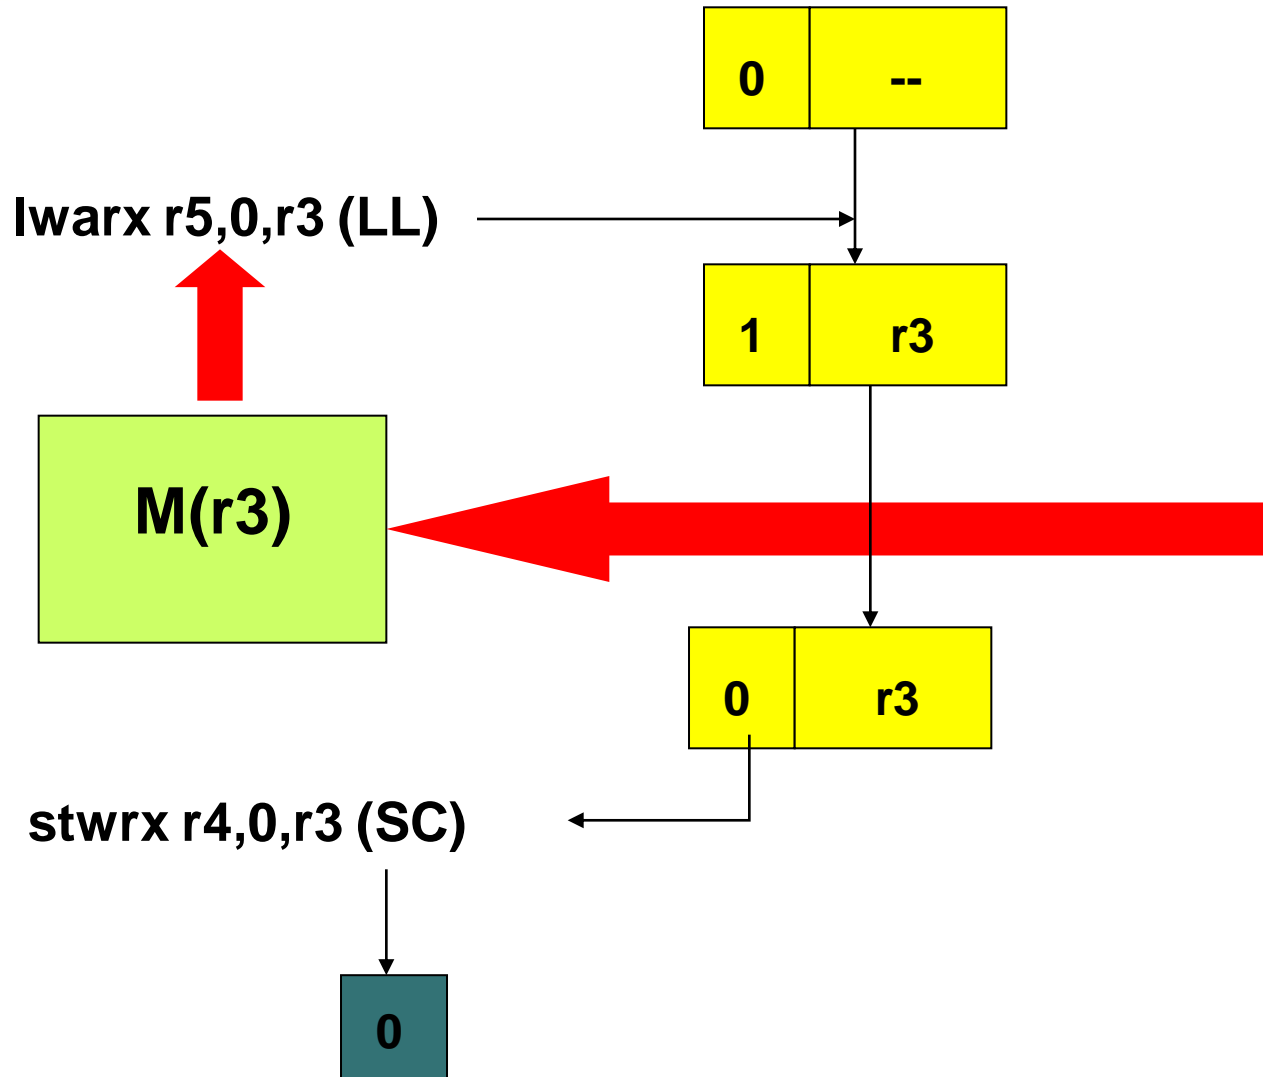 0 --
lwarx r5,0,r3 (LL)
1 r3
M(r3)
0 r3
stwrx r4,0,r3 (SC)
0